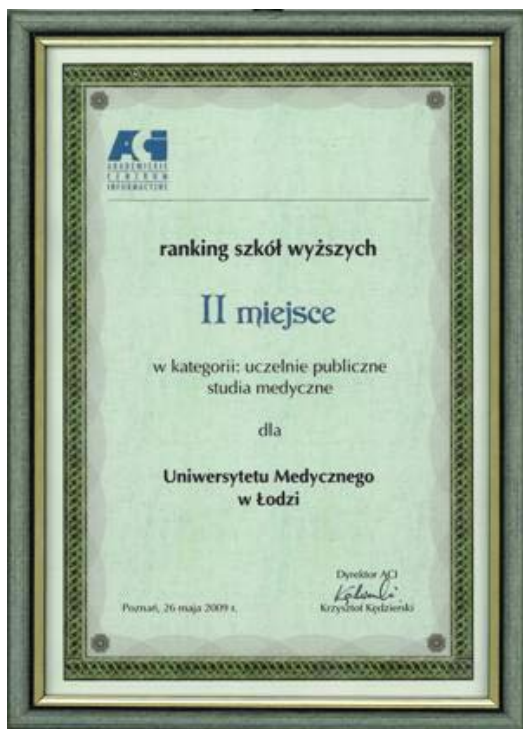 ACi
AKADEMICKIE
CENTRUM
INFORMACYJNE
ranking szkół wyższych
II miejsce
w kategorii: uczelnie publiczne
studia medyczne
dla
Uniwersytetu Medycznego
w Łodzi
Dyrektor ACI
Poznań, 26 maja 2009 r.
Krzysztof Kędzierski